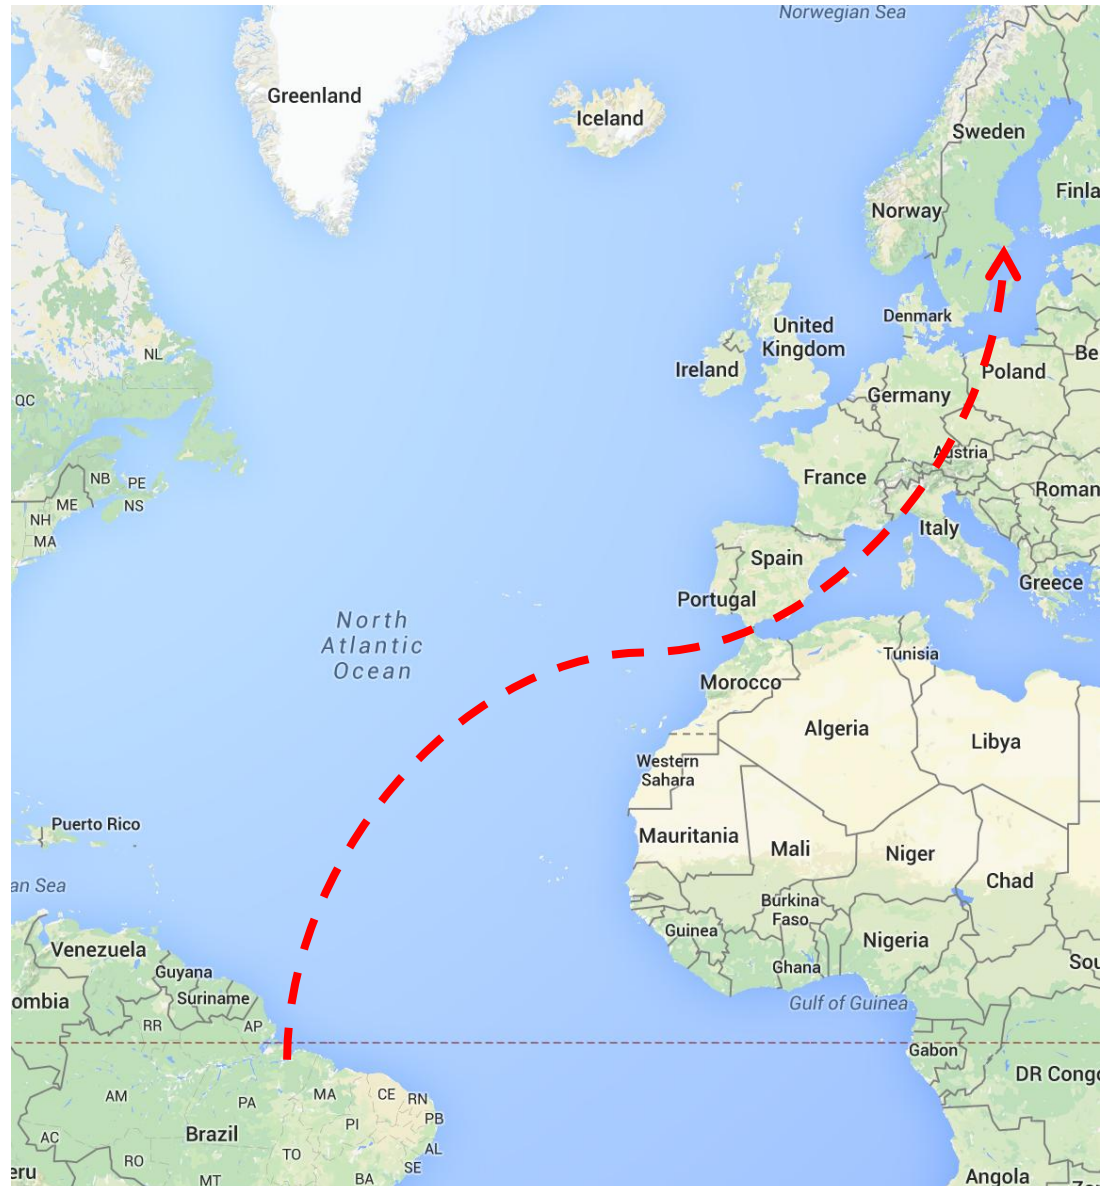 Norwegian Sea
Greenland
Iceland
Sweden
Finla
Norway
Denmark
United
Kingdom
Ireland
NL
Poland
Be
Germany
QC
Austria
France
Roman
NB
PE
ME
NS
NH
MA
Italy
Spain
Greece
Portugal
North
Atlantic
Ocean
Tunisia
Morocco
Algeria
Libya
Western
Sahara
Puerto Rico
Mauritania
Mali
Niger
Chad
an Sea
Burkina
Faso
Guinea
Nigeria
Venezuela
Ghana
Sou
Guyana
ombia
Suriname
Gulf of Guinea
RR
AP
Gabon
DR Congo
AM
PA
MA
CE
RN
PB
PI
Brazil
AC
AL
TO
RO
SE
eru
MT
BA
Angola